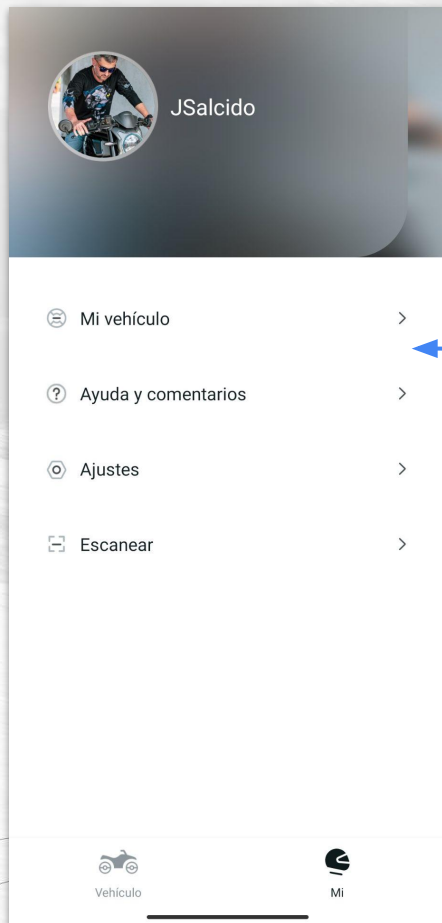 JSalcido
Mi vehículo
Ayuda y comentarios
Ajustes
Escanear
Vehículo
Mi